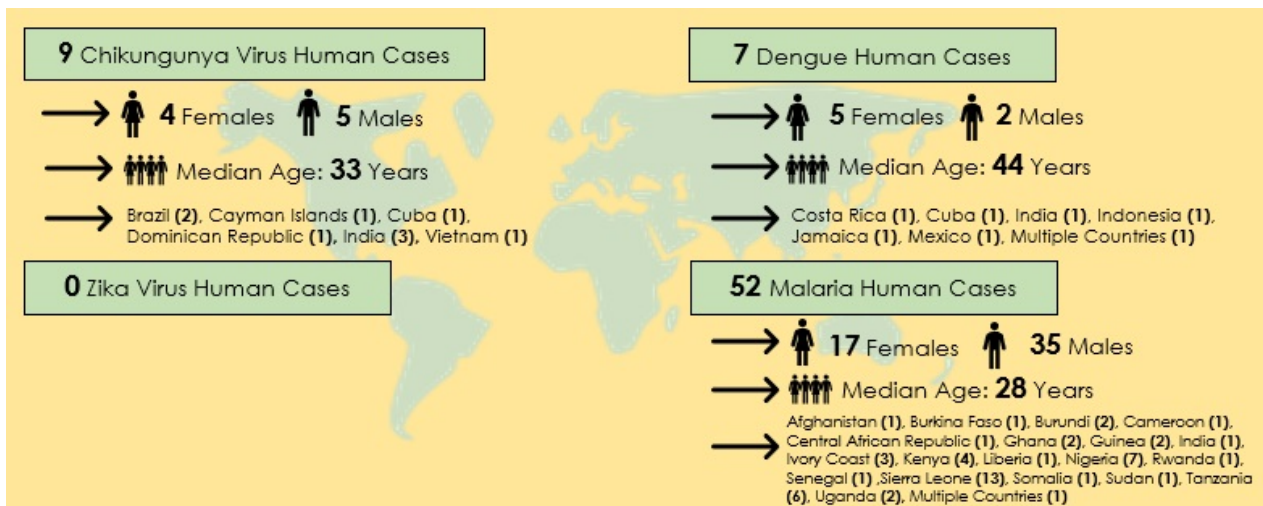 9 Chikungunya Virus Human Cases
4 Females 5 Males
Median Age: 33 Years
Brazil (2), Cayman Islands (1), Cuba (1),
Dominican Republic (1), India (3), Vietnam (1)
0 Zika Virus Human Cases
7 Dengue Human Cases
5 Females 2 Males
Median Age: 44 Years
Costa Rica (1), Cuba (1), India (1), Indonesia (1),
Jamaica (1), Mexico (1), Multiple Countries (1)
52 Malaria Human Cases
17 Females 35 Males
Median Age: 28 Years
Afghanistan (1), Burkina Faso (1), Burundi (2), Cameroon (1),
Central African Republic (1), Ghana (2), Guinea (2), India (1),
Ivory Coast (3), Kenya (4), Liberia (1), Nigeria (7), Rwanda (1),
Senegal (1) ,Sierra Leone (13), Somalia (1), Sudan (1), Tanzania
(6), Uganda (2), Multiple Countries (1)